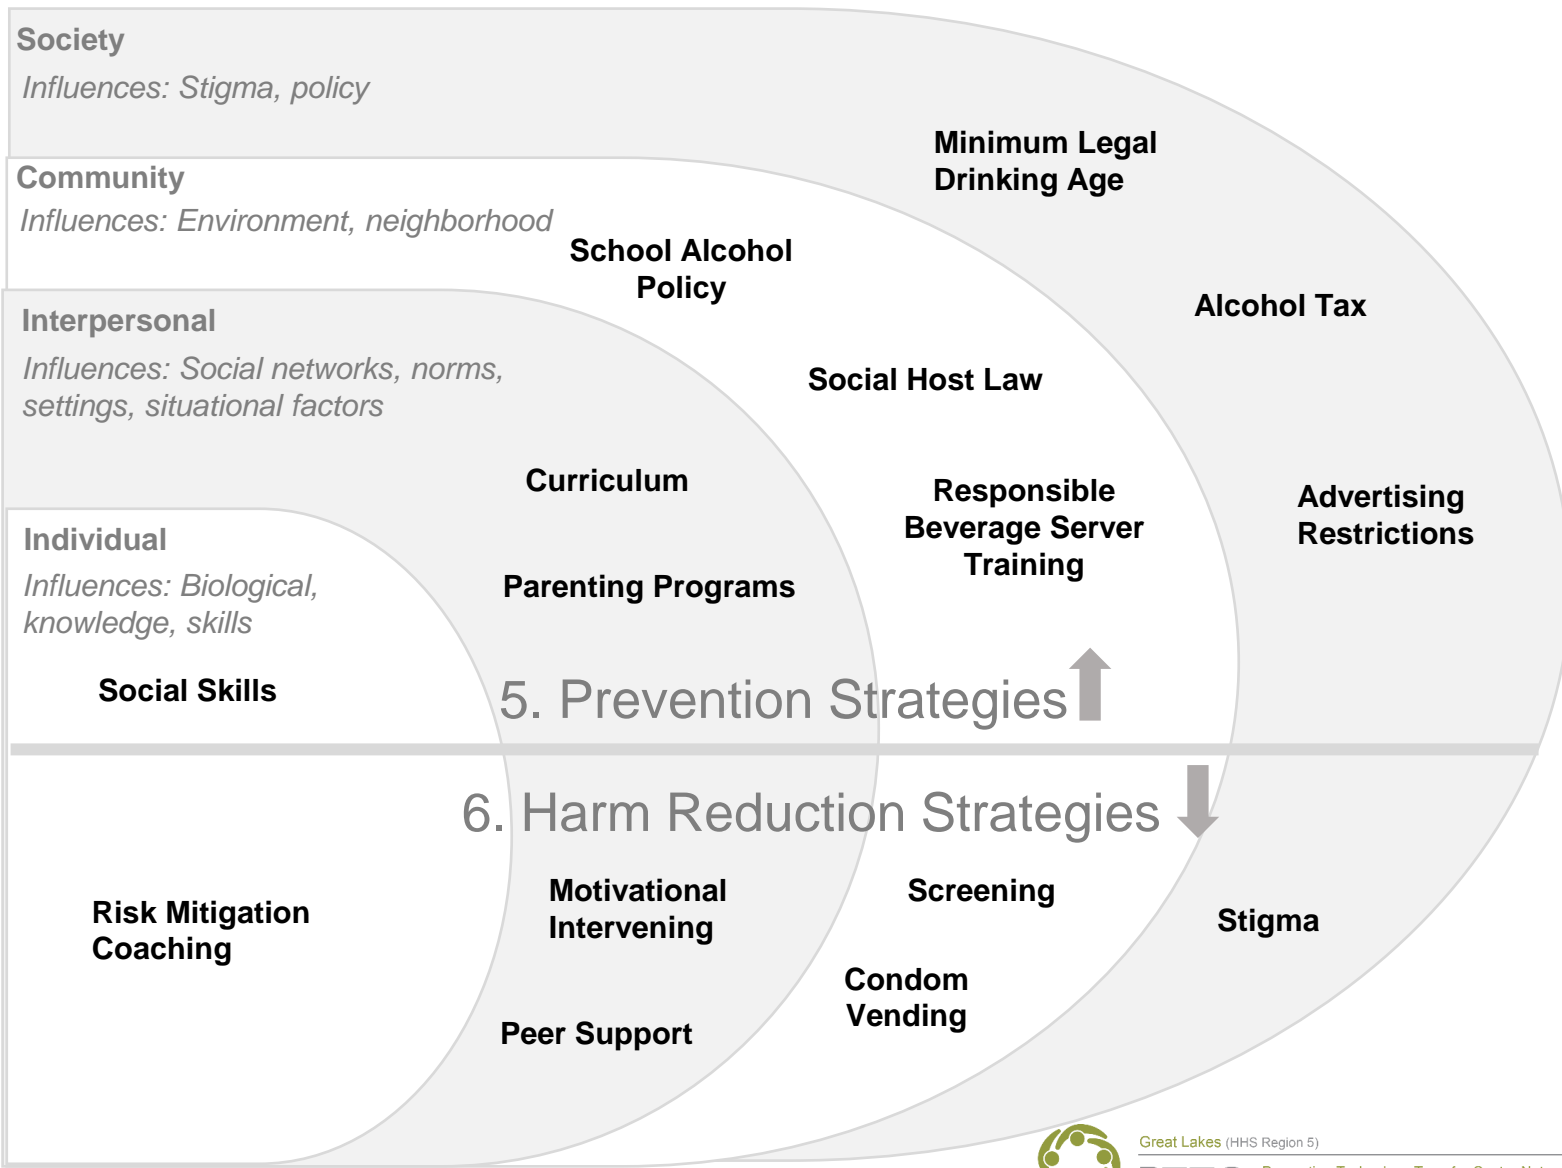 Society
Influences: Stigma, policy
Minimum Legal
Drinking Age
Community
Influences: Environment, neighborhood
School Alcohol
Policy
Alcohol Tax
Interpersonal
Influences: Social networks, norms,
settings, situational factors
Social Host Law
Curriculum
Responsible
Beverage Server
Training
Advertising
Restrictions
Individual
Influences: Biological,
knowledge, skills
Parenting Programs
Social Skills
5. Prevention Strategies
6. Harm Reduction Strategies
Risk Mitigation
Coaching
Motivational
Intervening
Screening
Stigma
Condom
Vending
Peer Support
Great Lakes (HHS Region 5)